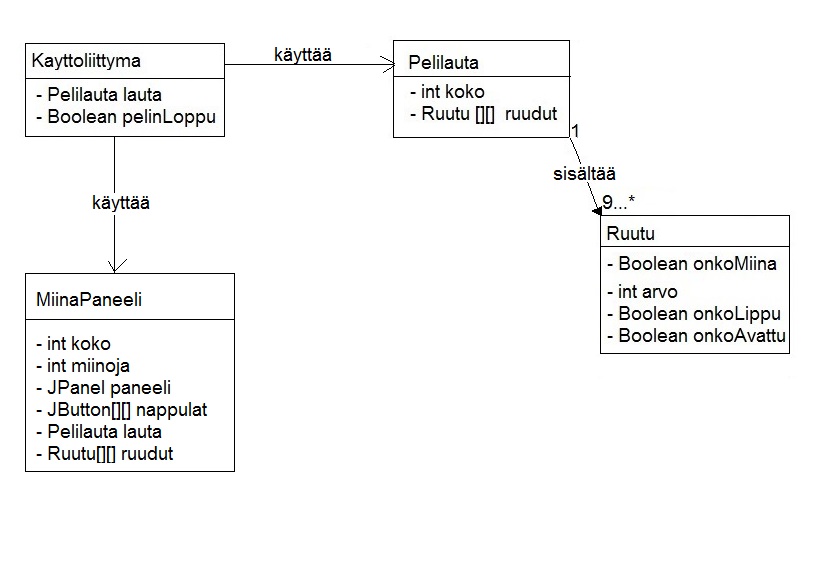 Kayttoliittyma
- Pelilauta lauta
- Boolean pelinLoppu
käyttää
Pelilauta
- int koko
- Ruutu [][] ruudut
1
sisältää
9...*
Ruutu
- Boolean onkoMiina
- int arvo
- Boolean onkoLippu
- Boolean onkoAvattu
käyttää
MiinaPaneeli
- int koko
- int miinoja
- JPanel paneeli
- JButton[][] nappulat
- Pelilauta lauta
- Ruutu[][] ruudut